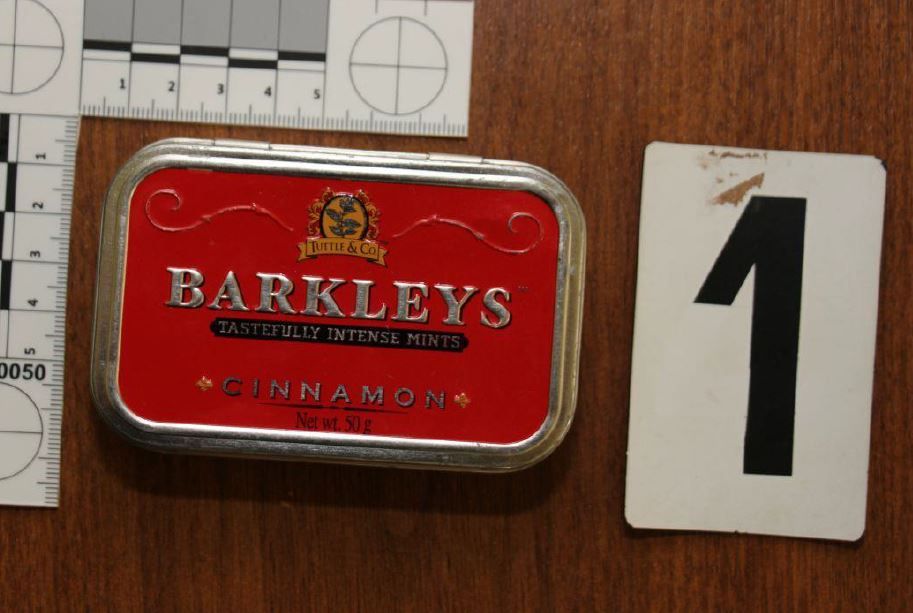 1 2 3 4 5
1
2
3
4
5
0050
TUTTLE & CO
BARKLEYS™
TASTEFULLY INTENSE MINTS
CINNAMON
Net wt. 50 g
1